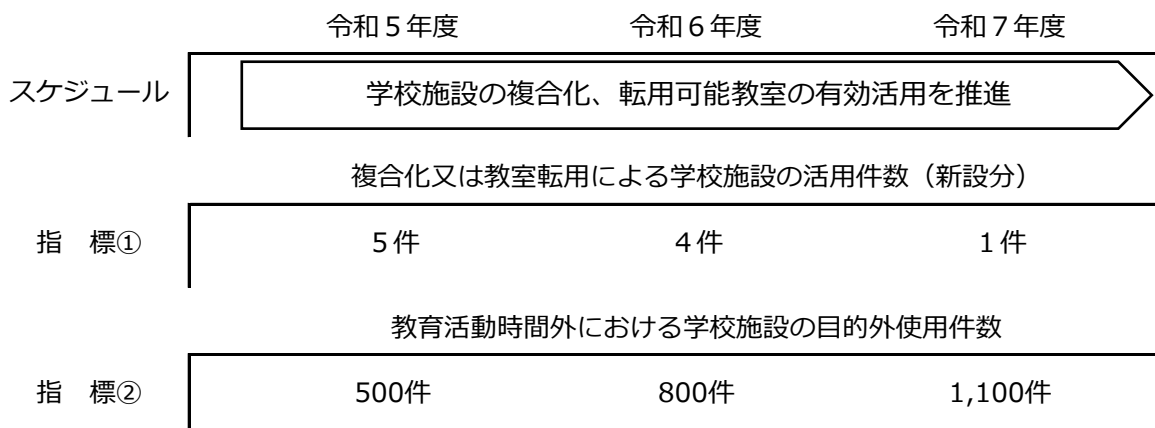 令和５年度 令和６年度 令和７年度
スケジュール 学校施設の複合化、転用可能教室の有効活用を推進
複合化又は教室転用による学校施設の活用件数（新設分）
指　標① ５件 ４件 １件
教育活動時間外における学校施設の目的外使用件数
指　標② 500件 800件 1,100件